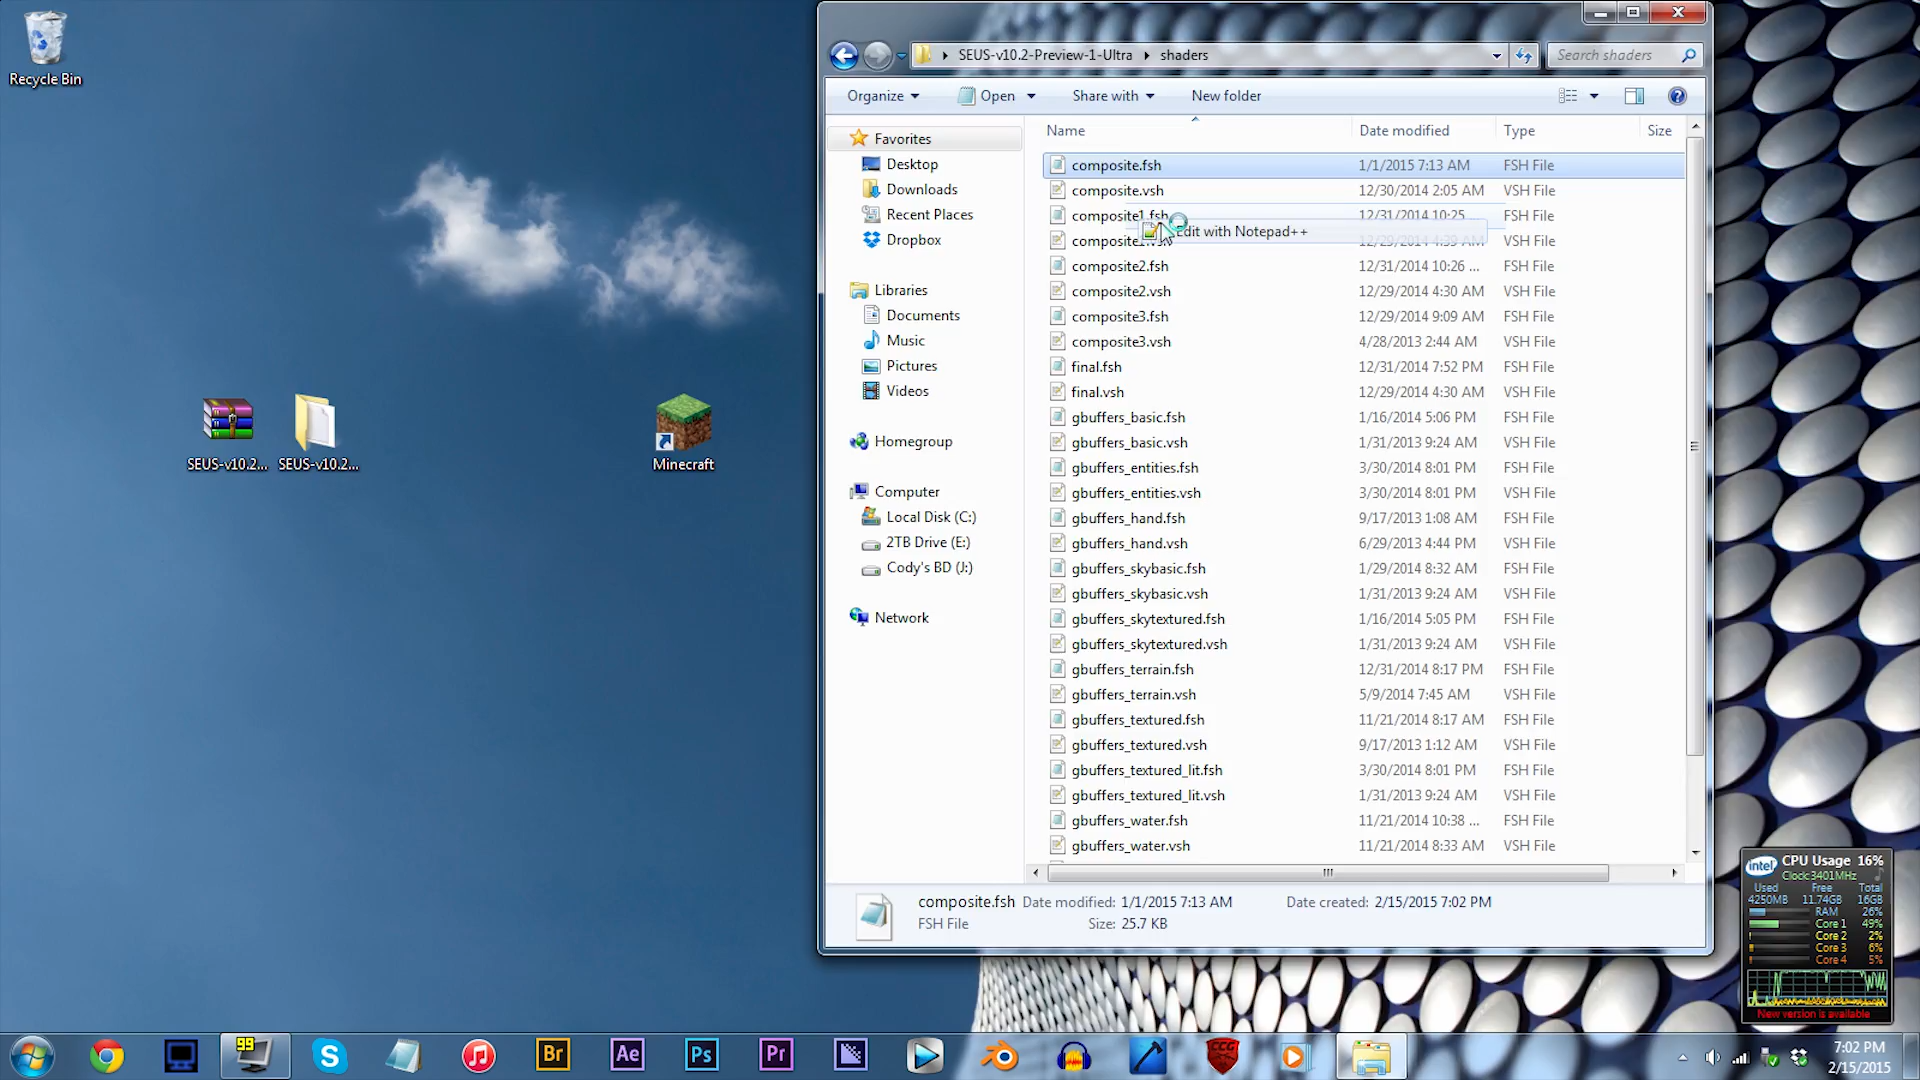 Recycle Bin
SEUS-v10.2...
SEUS-v10.2...
Minecraft
SEUS-v10.2-Preview-1-Ultra
shaders
Search shaders
Organize
Open
Share with
New folder
Name
Date modified
Type
Size
Favorites
Desktop
Downloads
Recent Places
Dropbox
Libraries
Documents
Music
Pictures
Videos
Homegroup
Computer
Local Disk (C:)
2TB Drive (E:)
Cody's BD (J:)
Network
composite.fsh 1/1/2015 7:13 AM FSH File
composite.vsh 12/30/2014 2:05 AM VSH File
composite1.fsh 12/31/2014 10:25 ... FSH File
Edit with Notepad++
12/29/2014 4:39 AM VSH File
composite2.fsh 12/31/2014 10:26 ... FSH File
composite2.vsh 12/29/2014 4:30 AM VSH File
composite3.fsh 12/29/2014 9:09 AM FSH File
composite3.vsh 4/28/2013 2:44 AM VSH File
final.fsh 12/31/2014 7:52 PM FSH File
final.vsh 12/29/2014 4:30 AM VSH File
gbuffers_basic.fsh 1/16/2014 5:06 PM FSH File
gbuffers_basic.vsh 1/31/2013 9:24 AM VSH File
gbuffers_entities.fsh 3/30/2014 8:01 PM FSH File
gbuffers_entities.vsh 3/30/2014 8:01 PM VSH File
gbuffers_hand.fsh 9/17/2013 1:08 AM FSH File
gbuffers_hand.vsh 6/29/2013 4:44 PM VSH File
gbuffers_skybasic.fsh 1/29/2014 8:32 AM FSH File
gbuffers_skybasic.vsh 1/31/2013 9:24 AM VSH File
gbuffers_skytextured.fsh 1/16/2014 5:05 PM FSH File
gbuffers_skytextured.vsh 1/31/2013 9:24 AM VSH File
gbuffers_terrain.fsh 12/31/2014 8:17 PM FSH File
gbuffers_terrain.vsh 5/9/2014 7:45 AM VSH File
gbuffers_textured.fsh 11/21/2014 8:17 AM FSH File
gbuffers_textured.vsh 9/17/2013 1:12 AM VSH File
gbuffers_textured_lit.fsh 3/30/2014 8:01 PM FSH File
gbuffers_textured_lit.vsh 1/31/2013 9:24 AM VSH File
gbuffers_water.fsh 11/21/2014 10:38 ... FSH File
gbuffers_water.vsh 11/21/2014 8:33 AM VSH File
composite.fsh Date modified: 1/1/2015 7:13 AM Date created: 2/15/2015 7:02 PM
FSH File Size: 25.7 KB
intel CPU Usage 16%
Clock:3401MHz
Used Free Total
4250MB 11.74GB 16GB
RAM 26%
Core 1 49%
Core 2 2%
Core 3 6%
Core 4 5%
New version is available
99
Br
Ae
Ps
Pr
CCG
7:02 PM
2/15/2015